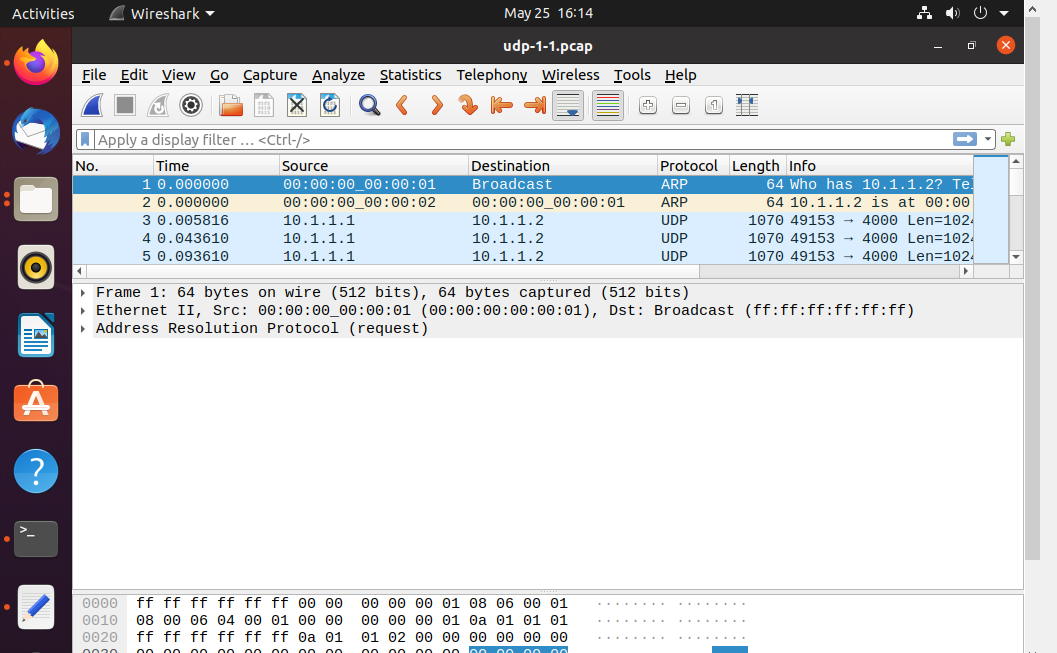 Activities Wireshark May 25 16:14
udp-1-1.pcap
File Edit View Go Capture Analyze Statistics Telephony Wireless Tools Help
Apply a display filter … <Ctrl-/>
No. Time Source Destination Protocol Length Info
1 0.000000 00:00:00_00:00:01 Broadcast ARP 64 Who has 10.1.1.2? Tel
2 0.000000 00:00:00_00:00:02 00:00:00_00:00:01 ARP 64 10.1.1.2 is at 00:00
3 0.005816 10.1.1.1 10.1.1.2 UDP 1070 49153 → 4000 Len=1024
4 0.043610 10.1.1.1 10.1.1.2 UDP 1070 49153 → 4000 Len=1024
5 0.093610 10.1.1.1 10.1.1.2 UDP 1070 49153 → 4000 Len=1024
Frame 1: 64 bytes on wire (512 bits), 64 bytes captured (512 bits)
Ethernet II, Src: 00:00:00_00:00:01 (00:00:00:00:00:01), Dst: Broadcast (ff:ff:ff:ff:ff:ff)
Address Resolution Protocol (request)
0000 ff ff ff ff ff ff 00 00 00 00 00 01 08 06 00 01 ········ ········
0010 08 00 06 04 00 01 00 00 00 00 00 01 0a 01 01 01 ········ ········
0020 ff ff ff ff ff ff 0a 01 01 02 00 00 00 00 00 00 ········ ········